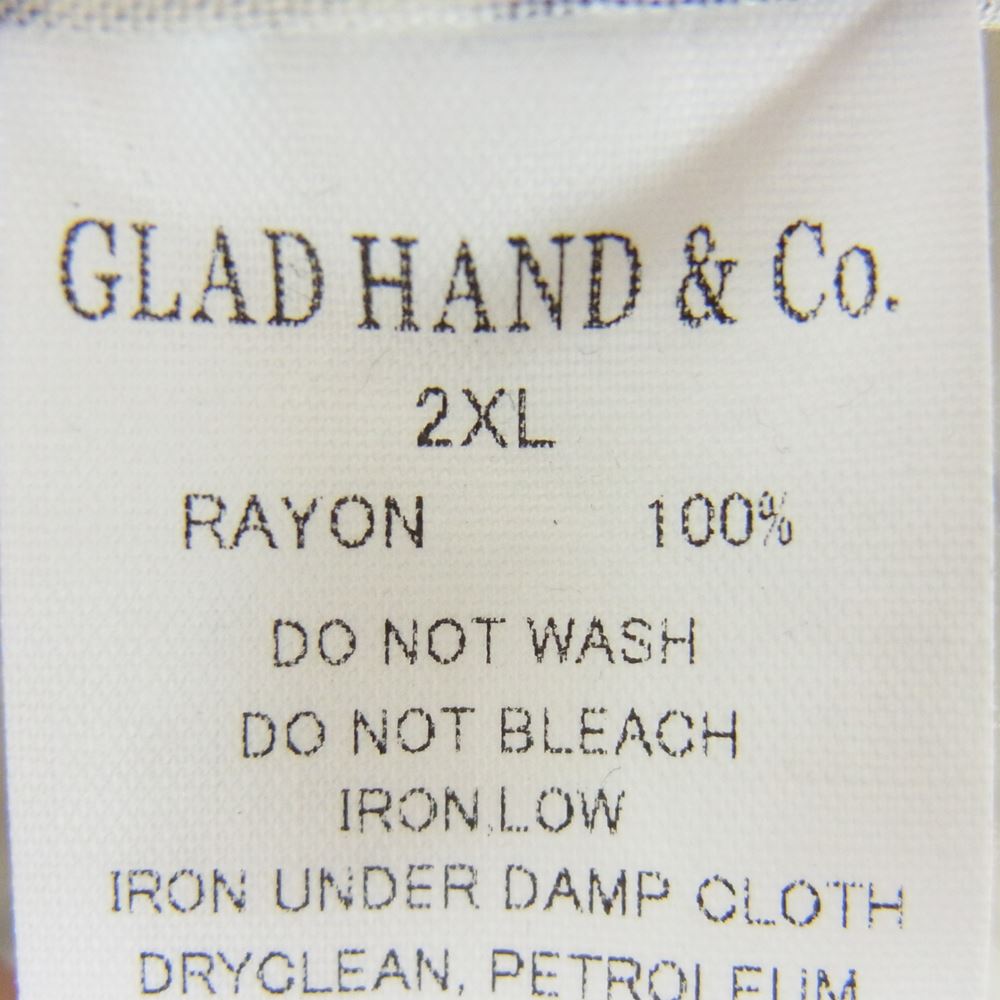 GLAD HAND & Co.
2XL
RAYON 100%
DO NOT WASH
DO NOT BLEACH
IRON LOW
IRON UNDER DAMP CLOTH
DRYCLEAN, PETROLEUM